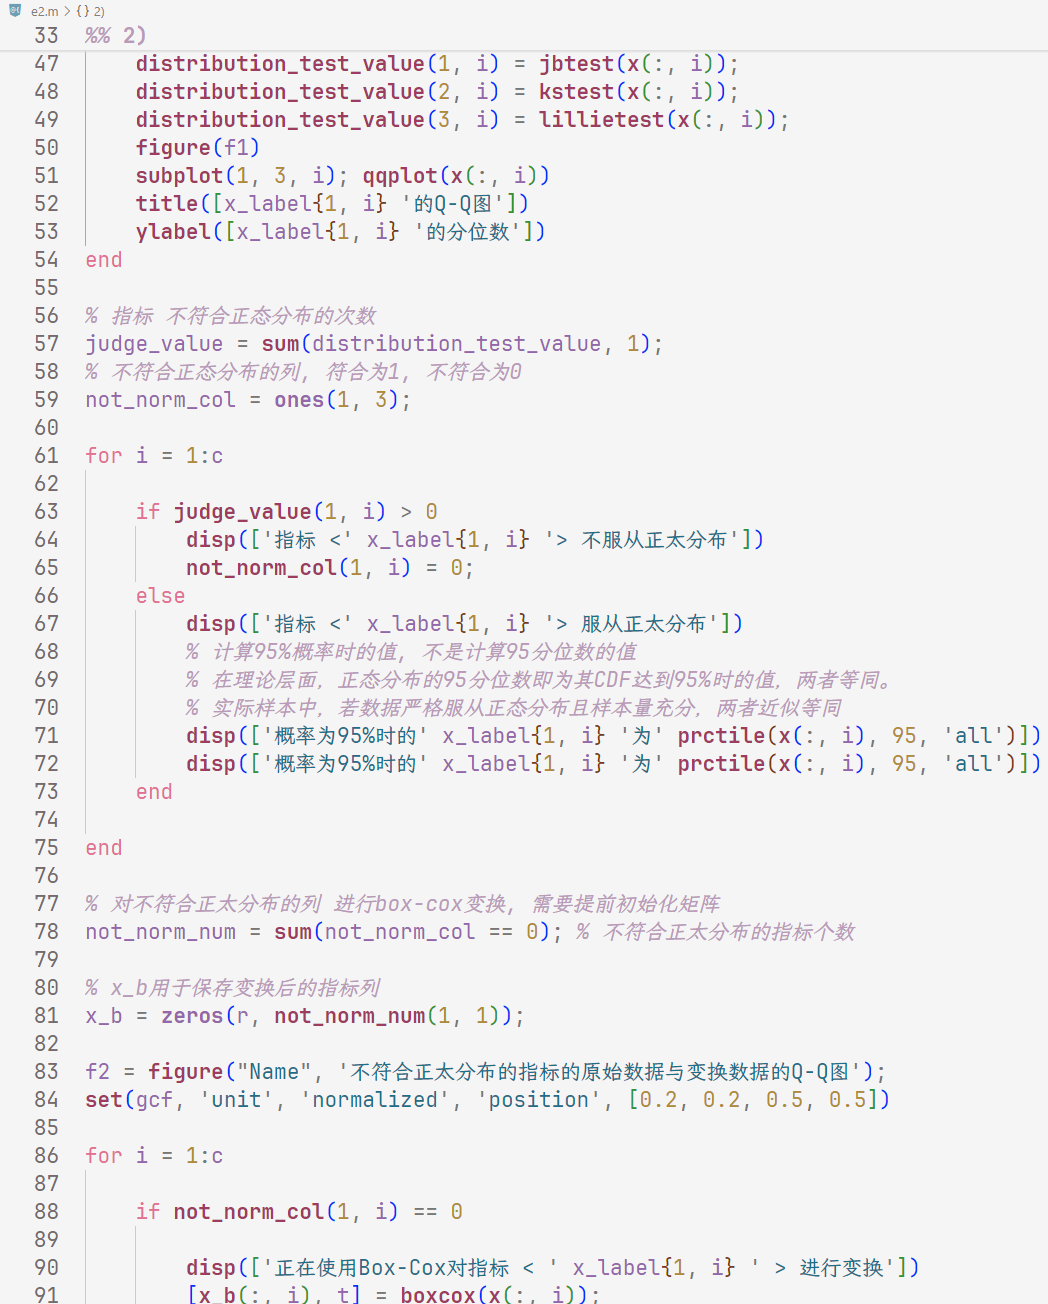 e2.m > {} 2)
33 %% 2)
47 distribution_test_value(1, i) = jbtest(x(:, i));
48 distribution_test_value(2, i) = kstest(x(:, i));
49 distribution_test_value(3, i) = lillietest(x(:, i));
50 figure(f1)
51 subplot(1, 3, i); qqplot(x(:, i))
52 title([x_label{1, i} '的Q-Q图'])
53 ylabel([x_label{1, i} '的分位数'])
54 end
55
56 % 指标 不符合正态分布的次数
57 judge_value = sum(distribution_test_value, 1);
58 % 不符合正态分布的列, 符合为1, 不符合为0
59 not_norm_col = ones(1, 3);
60
61 for i = 1:c
62
63 if judge_value(1, i) > 0
64 disp(['指标 <' x_label{1, i} '> 不服从正太分布'])
65 not_norm_col(1, i) = 0;
66 else
67 disp(['指标 <' x_label{1, i} '> 服从正太分布'])
68 % 计算95%概率时的值, 不是计算95分位数的值
69 % 在理论层面，正态分布的95分位数即为其CDF达到95%时的值，两者等同。
70 % 实际样本中，若数据严格服从正态分布且样本量充分，两者近似等同
71 disp(['概率为95%时的' x_label{1, i} '为' prctile(x(:, i), 95, 'all')])
72 disp(['概率为95%时的' x_label{1, i} '为' prctile(x(:, i), 95, 'all')])
73 end
74
75 end
76
77 % 对不符合正太分布的列 进行box-cox变换, 需要提前初始化矩阵
78 not_norm_num = sum(not_norm_col == 0); % 不符合正太分布的指标个数
79
80 % x_b用于保存变换后的指标列
81 x_b = zeros(r, not_norm_num(1, 1));
82
83 f2 = figure("Name", '不符合正太分布的指标的原始数据与变换数据的Q-Q图');
84 set(gcf, 'unit', 'normalized', 'position', [0.2, 0.2, 0.5, 0.5])
85
86 for i = 1:c
87
88 if not_norm_col(1, i) == 0
89
90 disp(['正在使用Box-Cox对指标 < ' x_label{1, i} ' > 进行变换'])
91 [x_b(:, i), t] = boxcox(x(:, i));